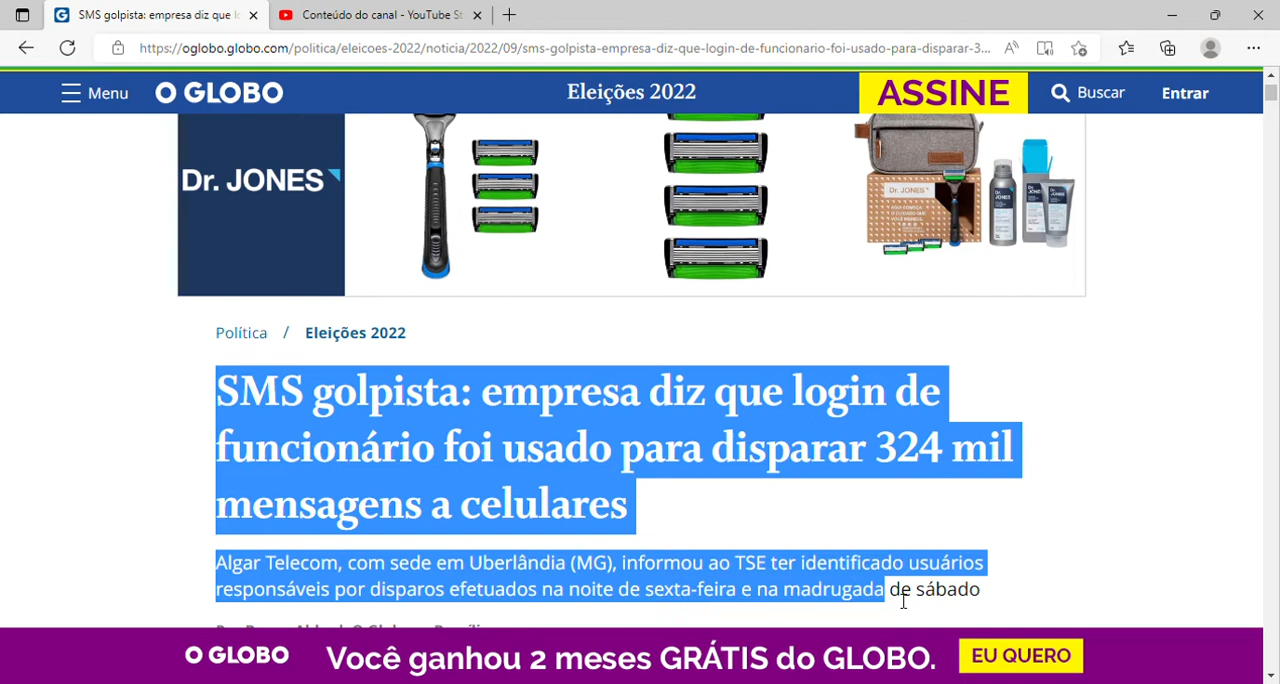 SMS golpista: empresa diz que l
Conteúdo do canal - YouTube St
https://oglobo.globo.com/politica/eleicoes-2022/noticia/2022/09/sms-golpista-empresa-diz-que-login-de-funcionario-foi-usado-para-disparar-3...
Menu
O GLOBO
Eleições 2022
ASSINE
Buscar
Entrar
Dr. JONES
Dr. JONES
Política / Eleições 2022
SMS golpista: empresa diz que login de
funcionário foi usado para disparar 324 mil
mensagens a celulares
Algar Telecom, com sede em Uberlândia (MG), informou ao TSE ter identificado usuários
responsáveis por disparos efetuados na noite de sexta-feira e na madrugada de sábado
O GLOBO
Você ganhou 2 meses GRÁTIS do GLOBO.
EU QUERO